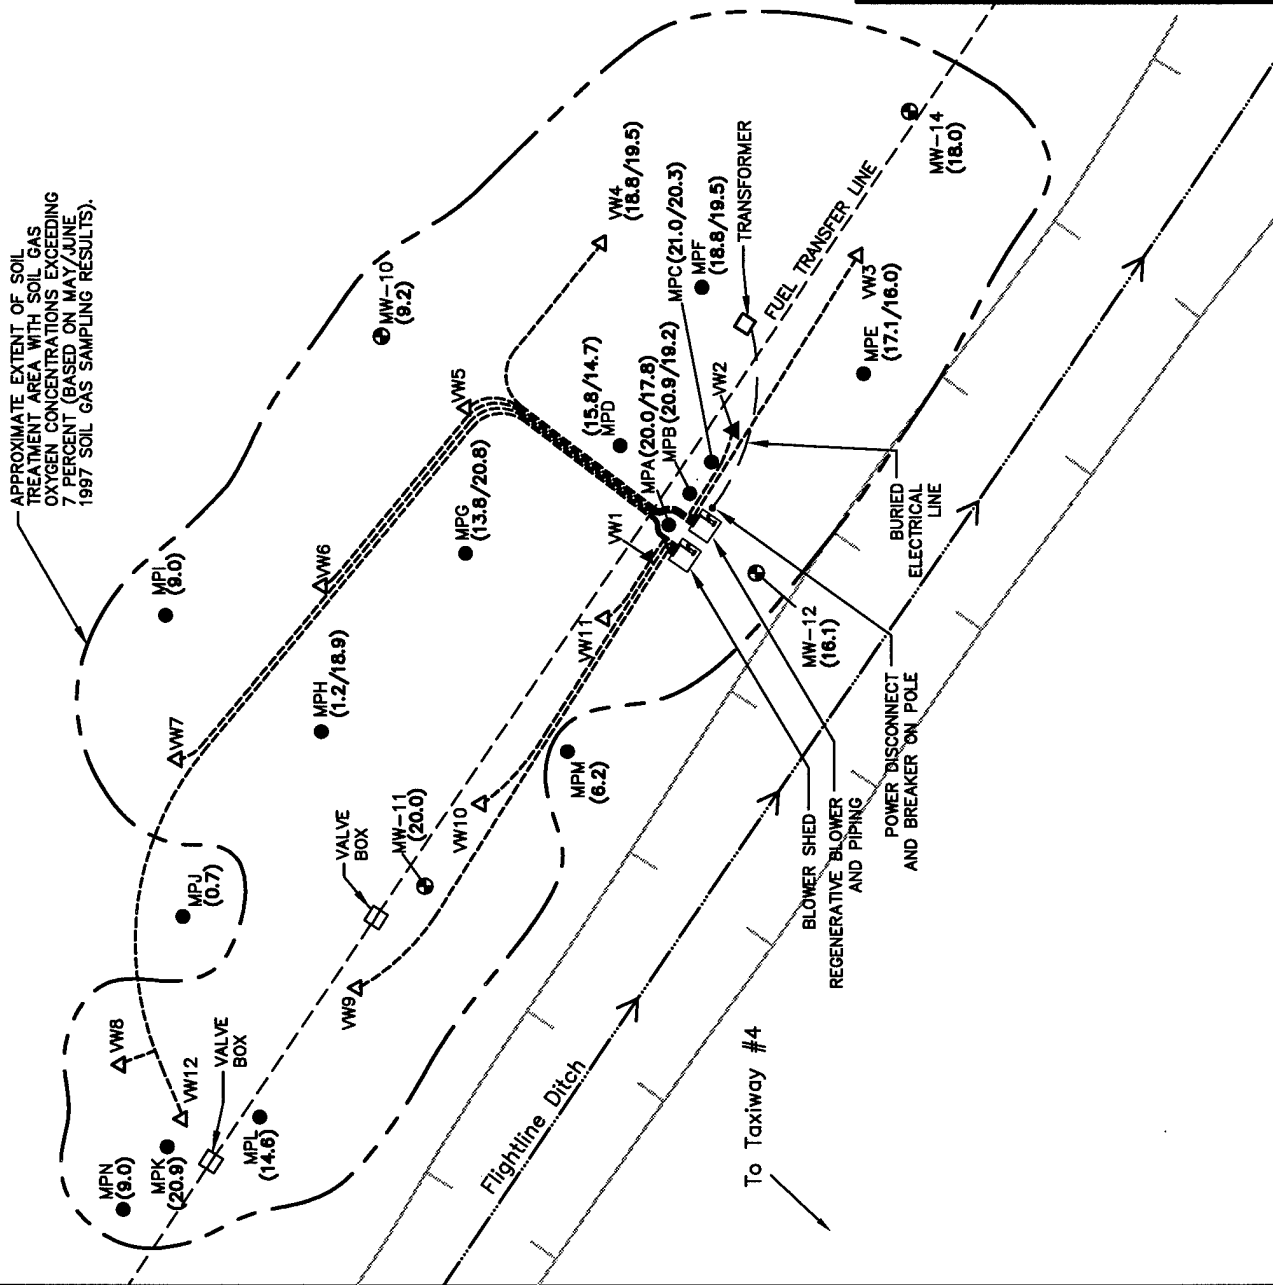 APPROXIMATE EXTENT OF SOIL
TREATMENT AREA WITH SOIL GAS
OXYGEN CONCENTRATIONS EXCEEDING
7 PERCENT (BASED ON MAY/JUNE
1997 SOIL GAS SAMPLING RESULTS).
MPI
(9.0)
MW-10
(9.2)
VW4
(18.8/19.5)
TRANSFORMER
MW-14
(18.0)
VW5
VW6
VW7
MPG
(13.8/20.8)
MPH
(1.2/18.9)
(15.8/14.7)
MPD
MPA(20.0/17.8)
MPB(20.9/19.2)
MPC(21.0/20.3)
MPF
(18.8/19.5)
FUEL TRANSFER LINE
VW2
VW3
MPE
(17.1/16.0)
VW1
VW11
BURIED
ELECTRICAL
LINE
MW-12
(16.1)
MPM
(6.2)
VW10
MW-11
(20.0)
VALVE
BOX
MPJ
(0.7)
VW9
VW8
VW12
VALVE
BOX
MPN
(9.0)
MPK
(20.9)
MPL
(14.6)
BLOWER SHED
REGENERATIVE BLOWER
AND PIPING
POWER DISCONNECT
AND BREAKER ON POLE
Flightline Ditch
To Taxiway #4